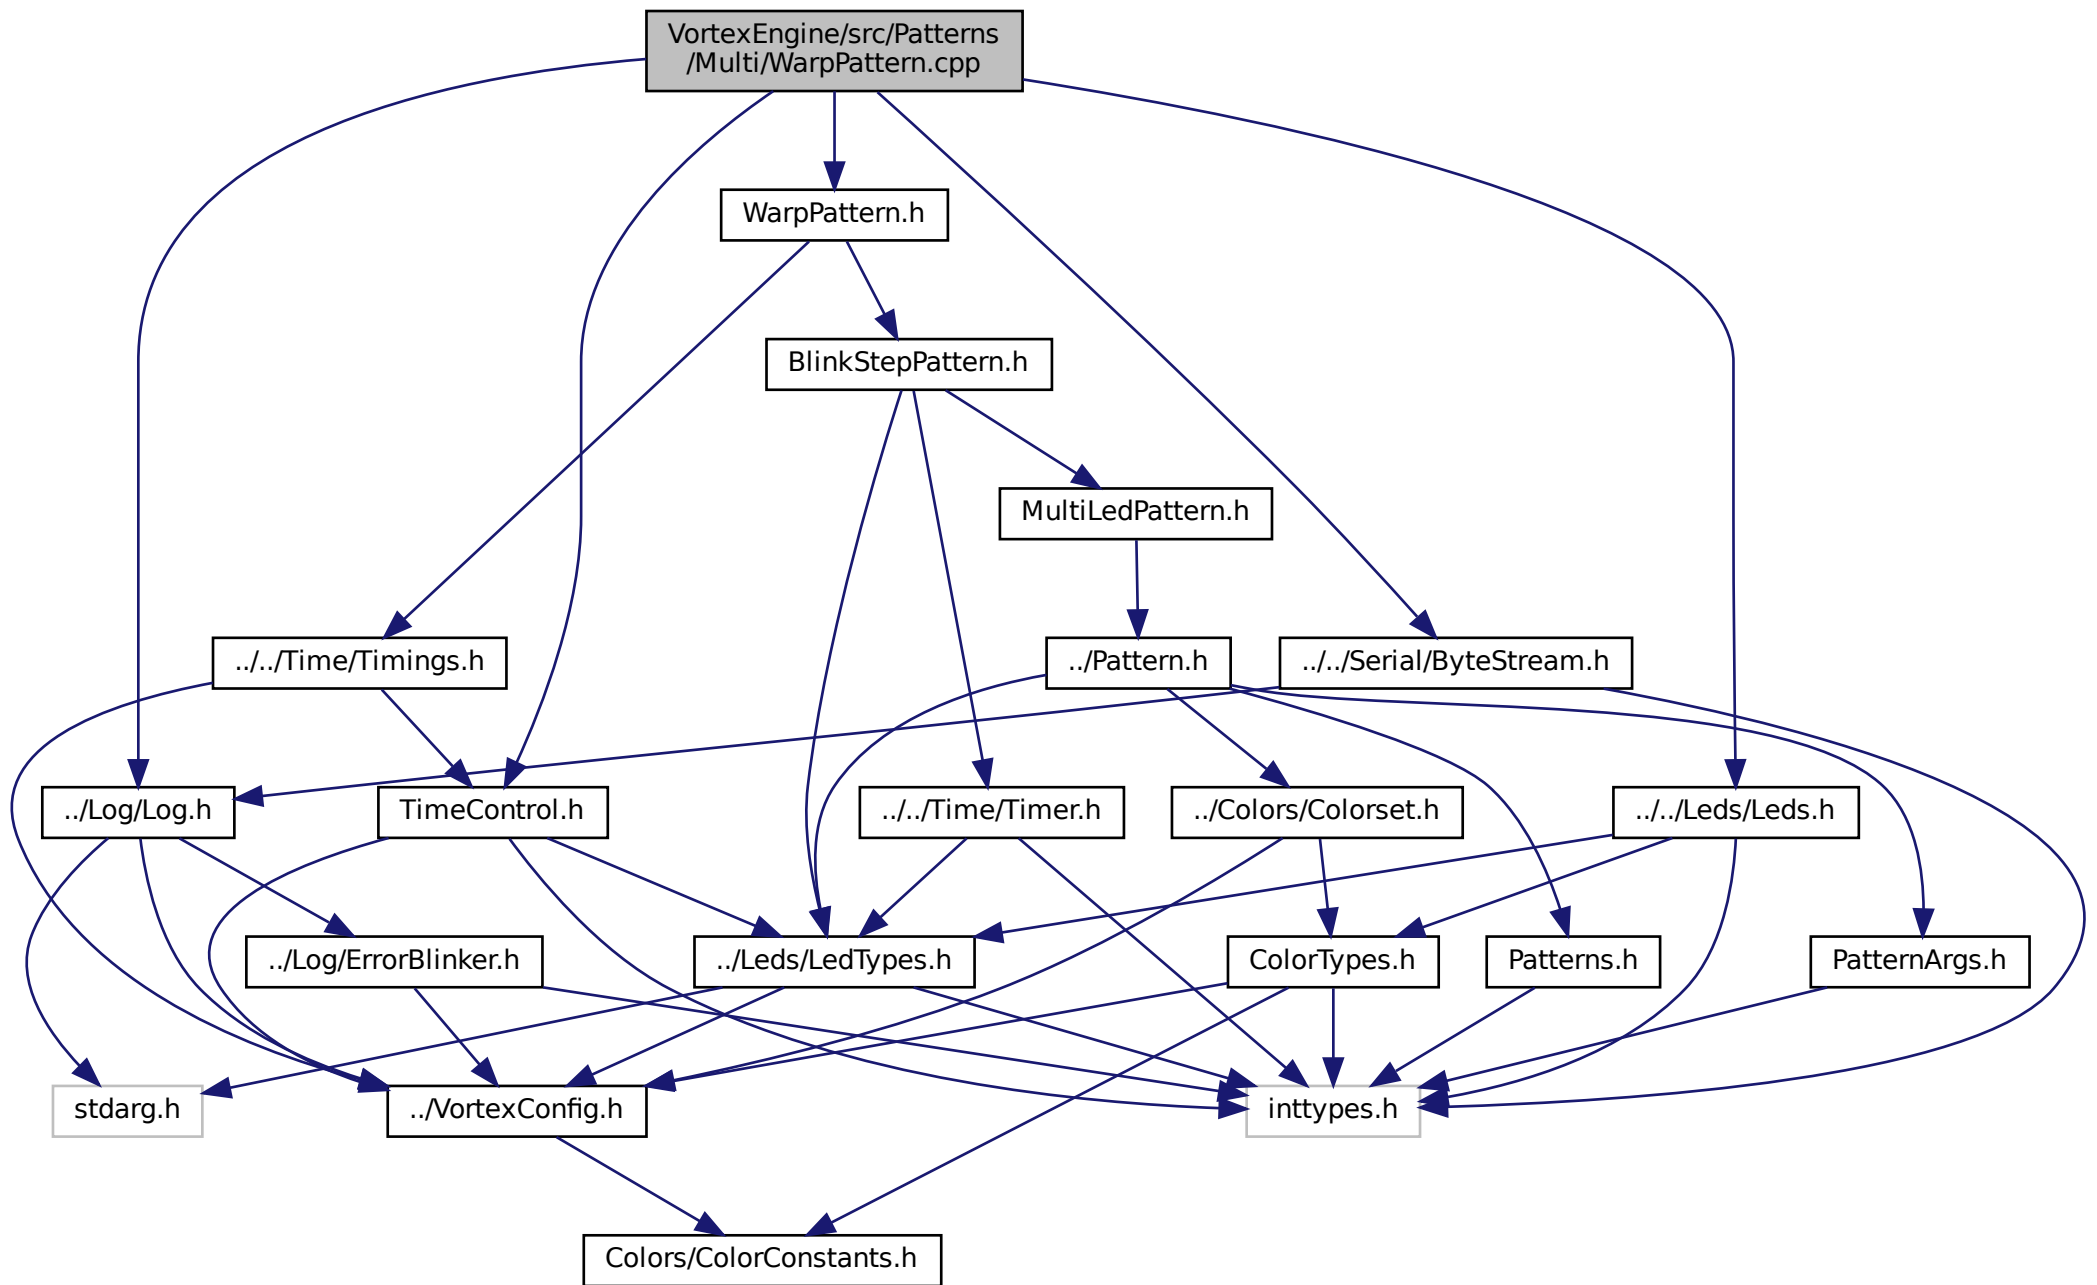 VortexEngine/src/Patterns
/Multi/WarpPattern.cpp
WarpPattern.h
BlinkStepPattern.h
MultiLedPattern.h
../../Time/Timings.h
../Pattern.h
../../Serial/ByteStream.h
../Log/Log.h
TimeControl.h
../../Time/Timer.h
../Colors/Colorset.h
../../Leds/Leds.h
../Log/ErrorBlinker.h
../Leds/LedTypes.h
ColorTypes.h
Patterns.h
PatternArgs.h
stdarg.h
../VortexConfig.h
inttypes.h
Colors/ColorConstants.h